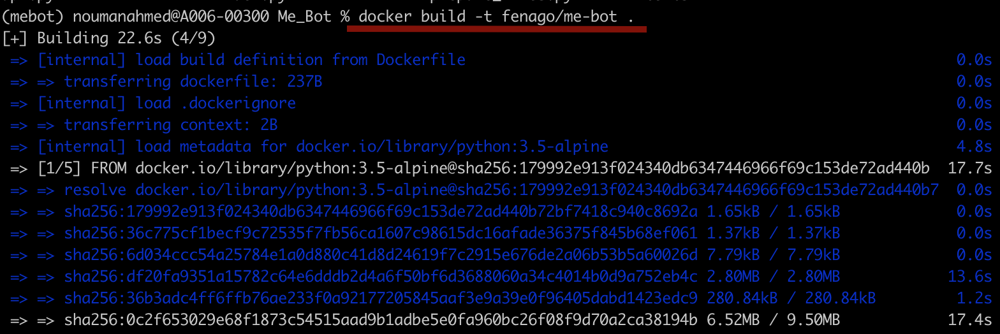 (mebot) noumanahmed@A006-00300 Me_Bot % docker build -t fenago/me-bot .
[+] Building 22.6s (4/9)
=> [internal] load build definition from Dockerfile 0.0s
=> => transferring dockerfile: 237B 0.0s
=> [internal] load .dockerignore 0.0s
=> => transferring context: 2B 0.0s
=> [internal] load metadata for docker.io/library/python:3.5-alpine 4.8s
=> [1/5] FROM docker.io/library/python:3.5-alpine@sha256:179992e913f024340db6347446966f69c153de72ad440b 17.7s
=> => resolve docker.io/library/python:3.5-alpine@sha256:179992e913f024340db6347446966f69c153de72ad440b7 0.0s
=> => sha256:179992e913f024340db6347446966f69c153de72ad440b72bf7418c940c8692a 1.65kB / 1.65kB 0.0s
=> => sha256:36c775cf1becf9c72535f7fb56ca1607c98615dc16afade36375f845b68ef061 1.37kB / 1.37kB 0.0s
=> => sha256:6d034ccc54a25784e1a0d880c41d8d24619f7c2915e676de2a06b53b5a60026d 7.79kB / 7.79kB 0.0s
=> => sha256:df20fa9351a15782c64e6dddb2d4a6f50bf6d3688060a34c4014b0d9a752eb4c 2.80MB / 2.80MB 13.6s
=> => sha256:36b3adc4ff6ffb76ae233f0a92177205845aaf3e9a39e0f96405dabd1423edc9 280.84kB / 280.84kB 1.2s
=> => sha256:0c2f653029e68f1873c54515aad9b1adbe5e0fa960bc26f08f9d70a2ca38194b 6.52MB / 9.50MB 17.4s